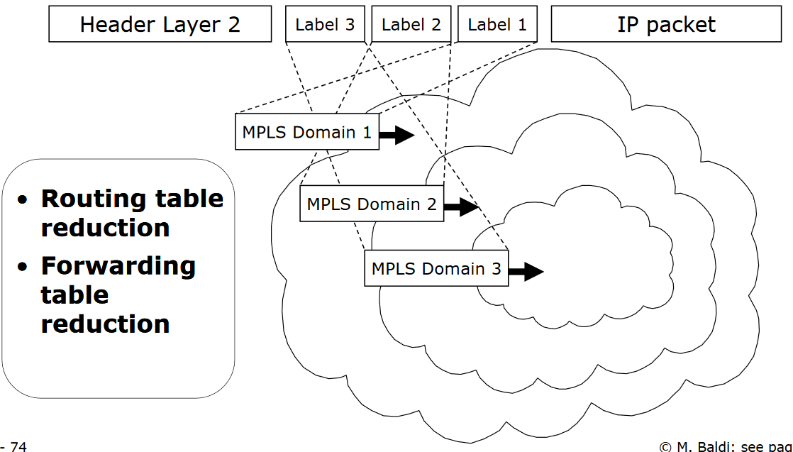 Header Layer 2 Label 3 Label 2 Label 1 IP packet
MPLS Domain 1
MPLS Domain 2
MPLS Domain 3
• Routing table
reduction
• Forwarding
table
reduction
- 74
© M. Baldi: see pag